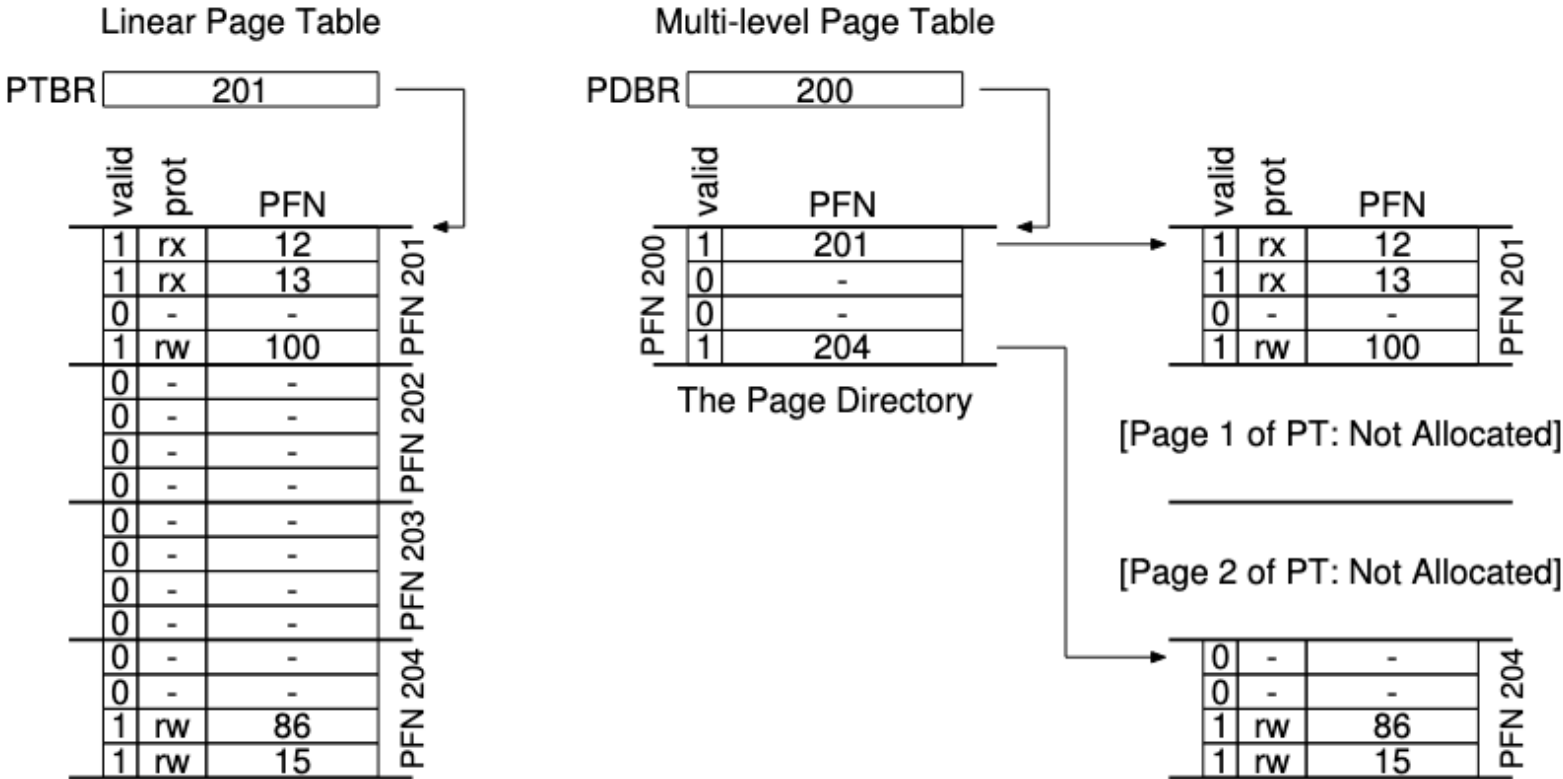 Linear Page Table
PTBR 201
valid prot PFN
1 rx 12
1 rx 13
0 - -
1 rw 100
PFN 201
0 - -
0 - -
0 - -
0 - -
PFN 202
0 - -
0 - -
0 - -
0 - -
PFN 203
0 - -
0 - -
1 rw 86
1 rw 15
PFN 204
Multi-level Page Table
PDBR 200
valid PFN
PFN 200
1 201
0 -
0 -
1 204
The Page Directory
valid prot PFN
1 rx 12
1 rx 13
0 - -
1 rw 100
PFN 201
[Page 1 of PT: Not Allocated]
[Page 2 of PT: Not Allocated]
0 - -
0 - -
1 rw 86
1 rw 15
PFN 204